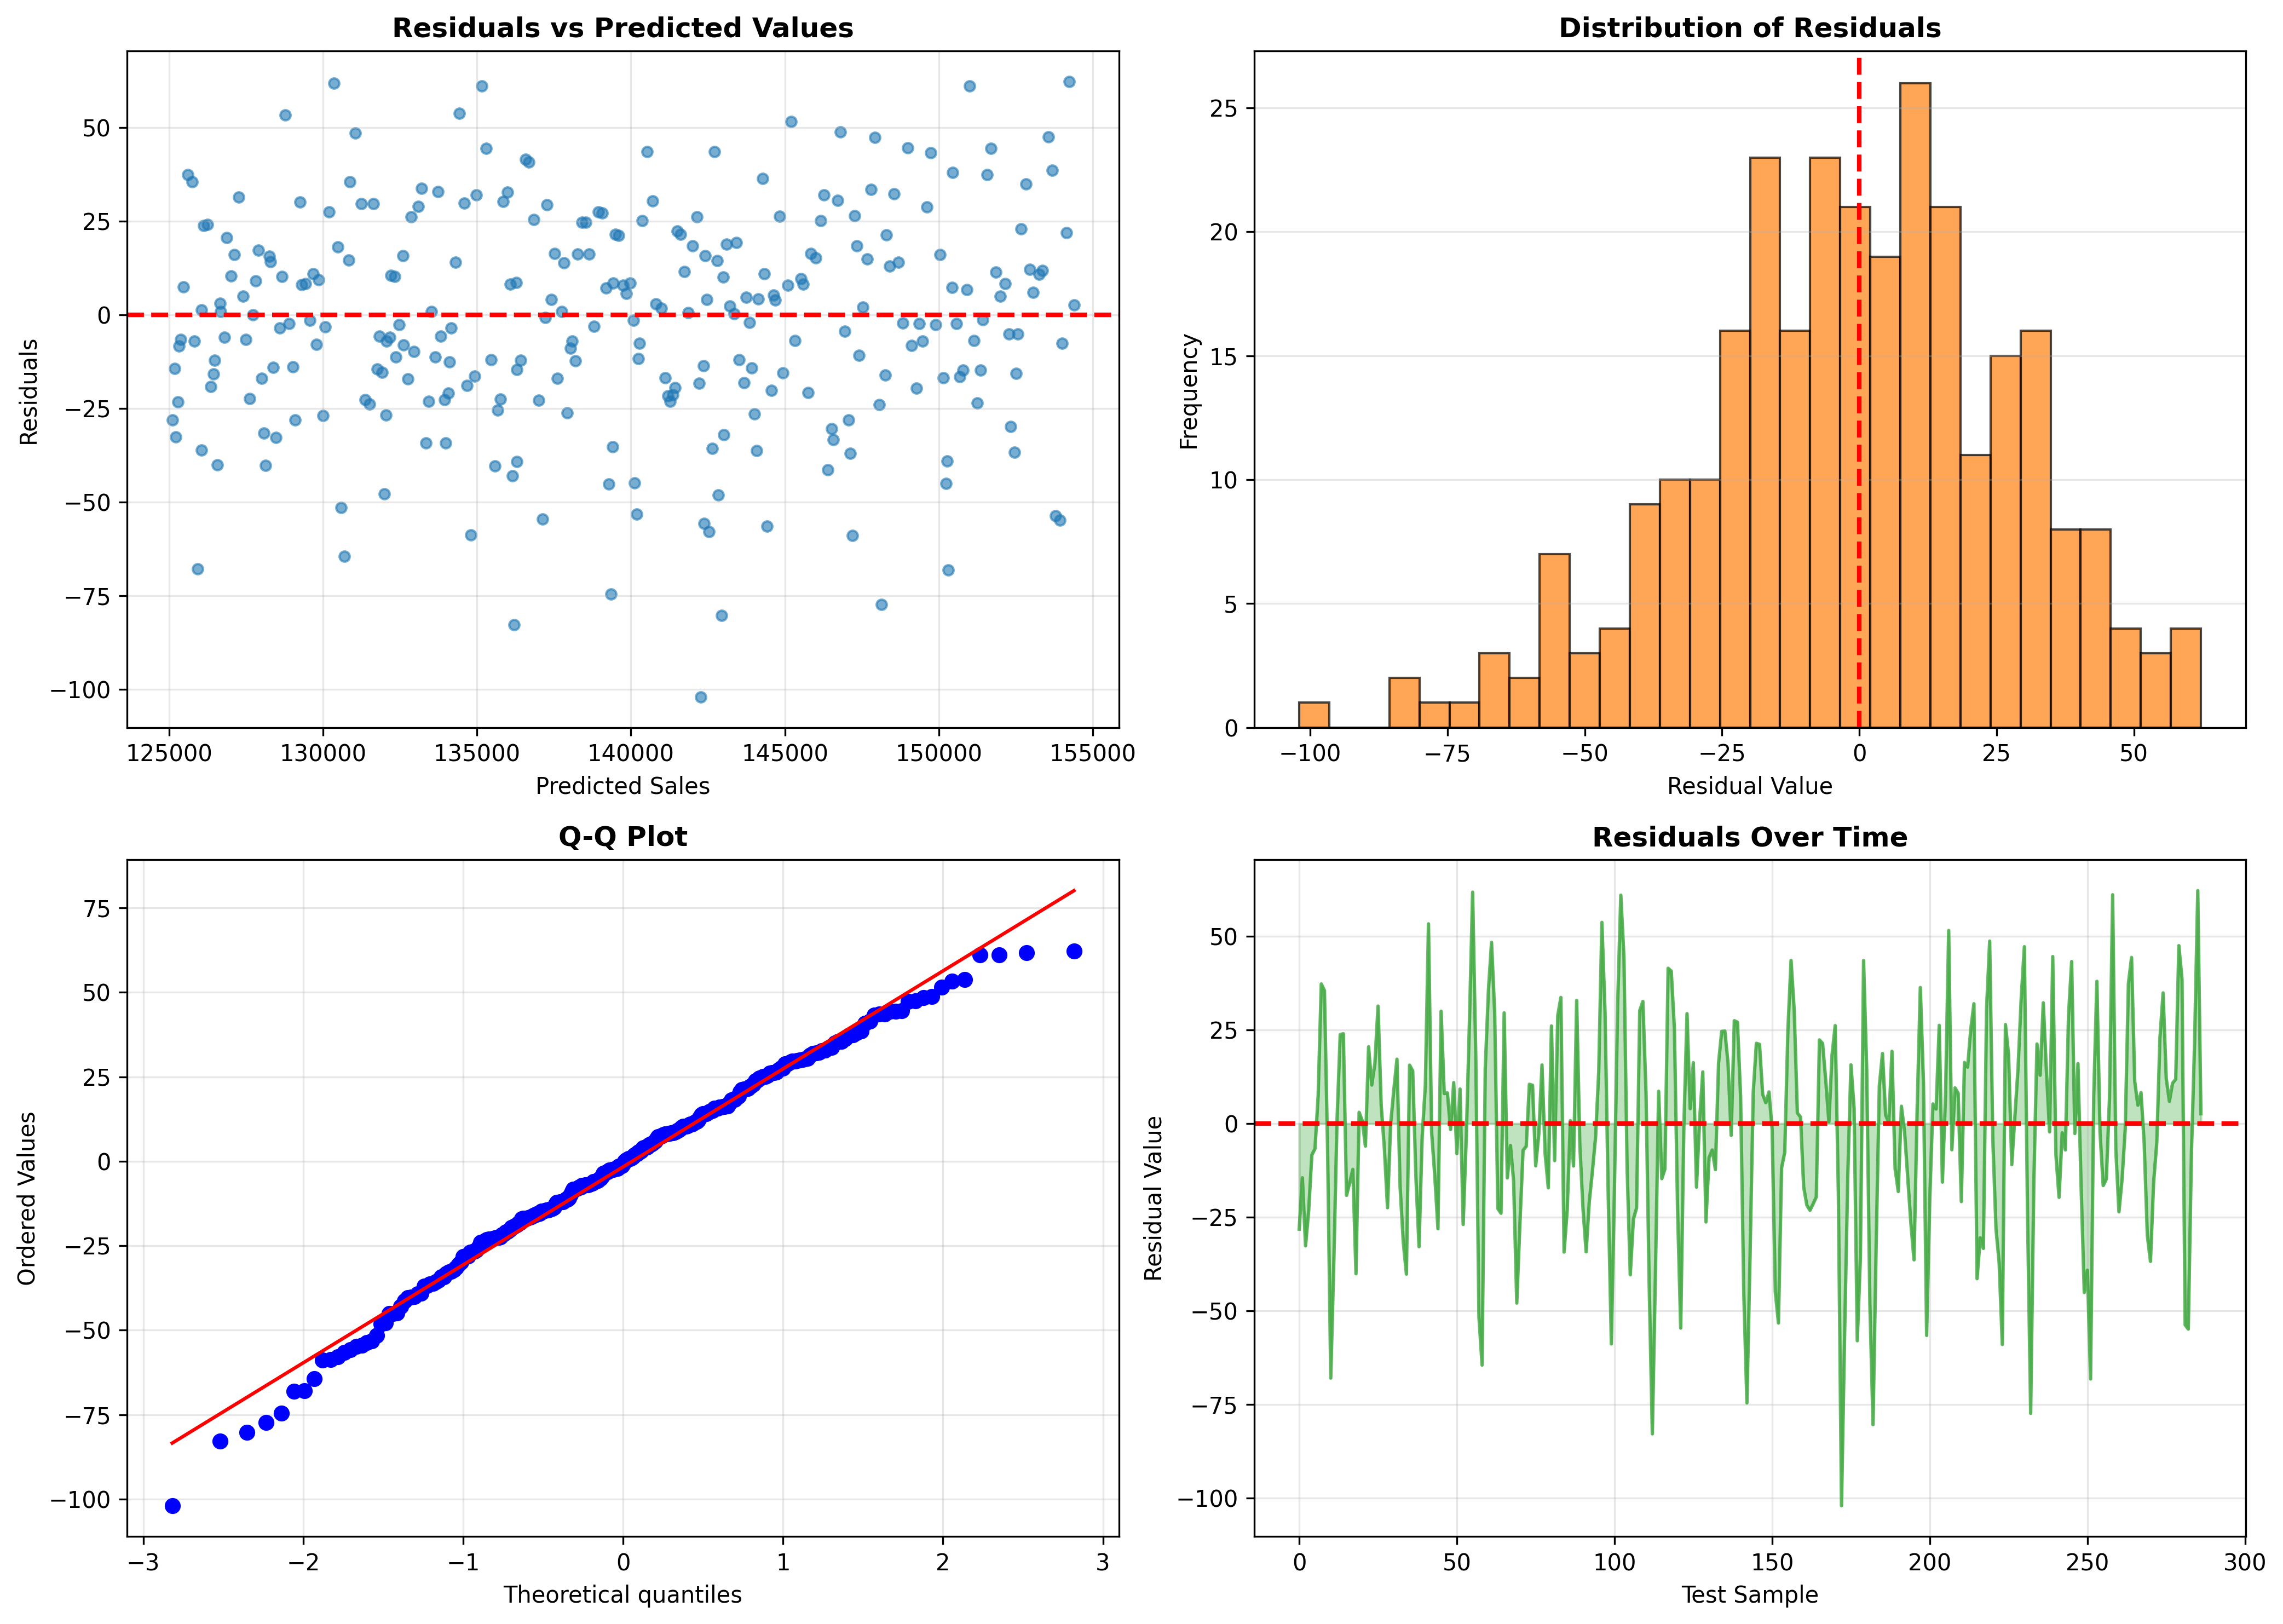 Residuals vs Predicted Values
Residuals
50
25
0
−25
−50
−75
−100
125000 130000 135000 140000 145000 150000 155000
Predicted Sales
Distribution of Residuals
Frequency
25
20
15
10
5
0
−100 −75 −50 −25 0 25 50
Residual Value
Q-Q Plot
Ordered Values
75
50
25
0
−25
−50
−75
−100
−3 −2 −1 0 1 2 3
Theoretical quantiles
Residuals Over Time
Residual Value
50
25
0
−25
−50
−75
−100
0 50 100 150 200 250 300
Test Sample